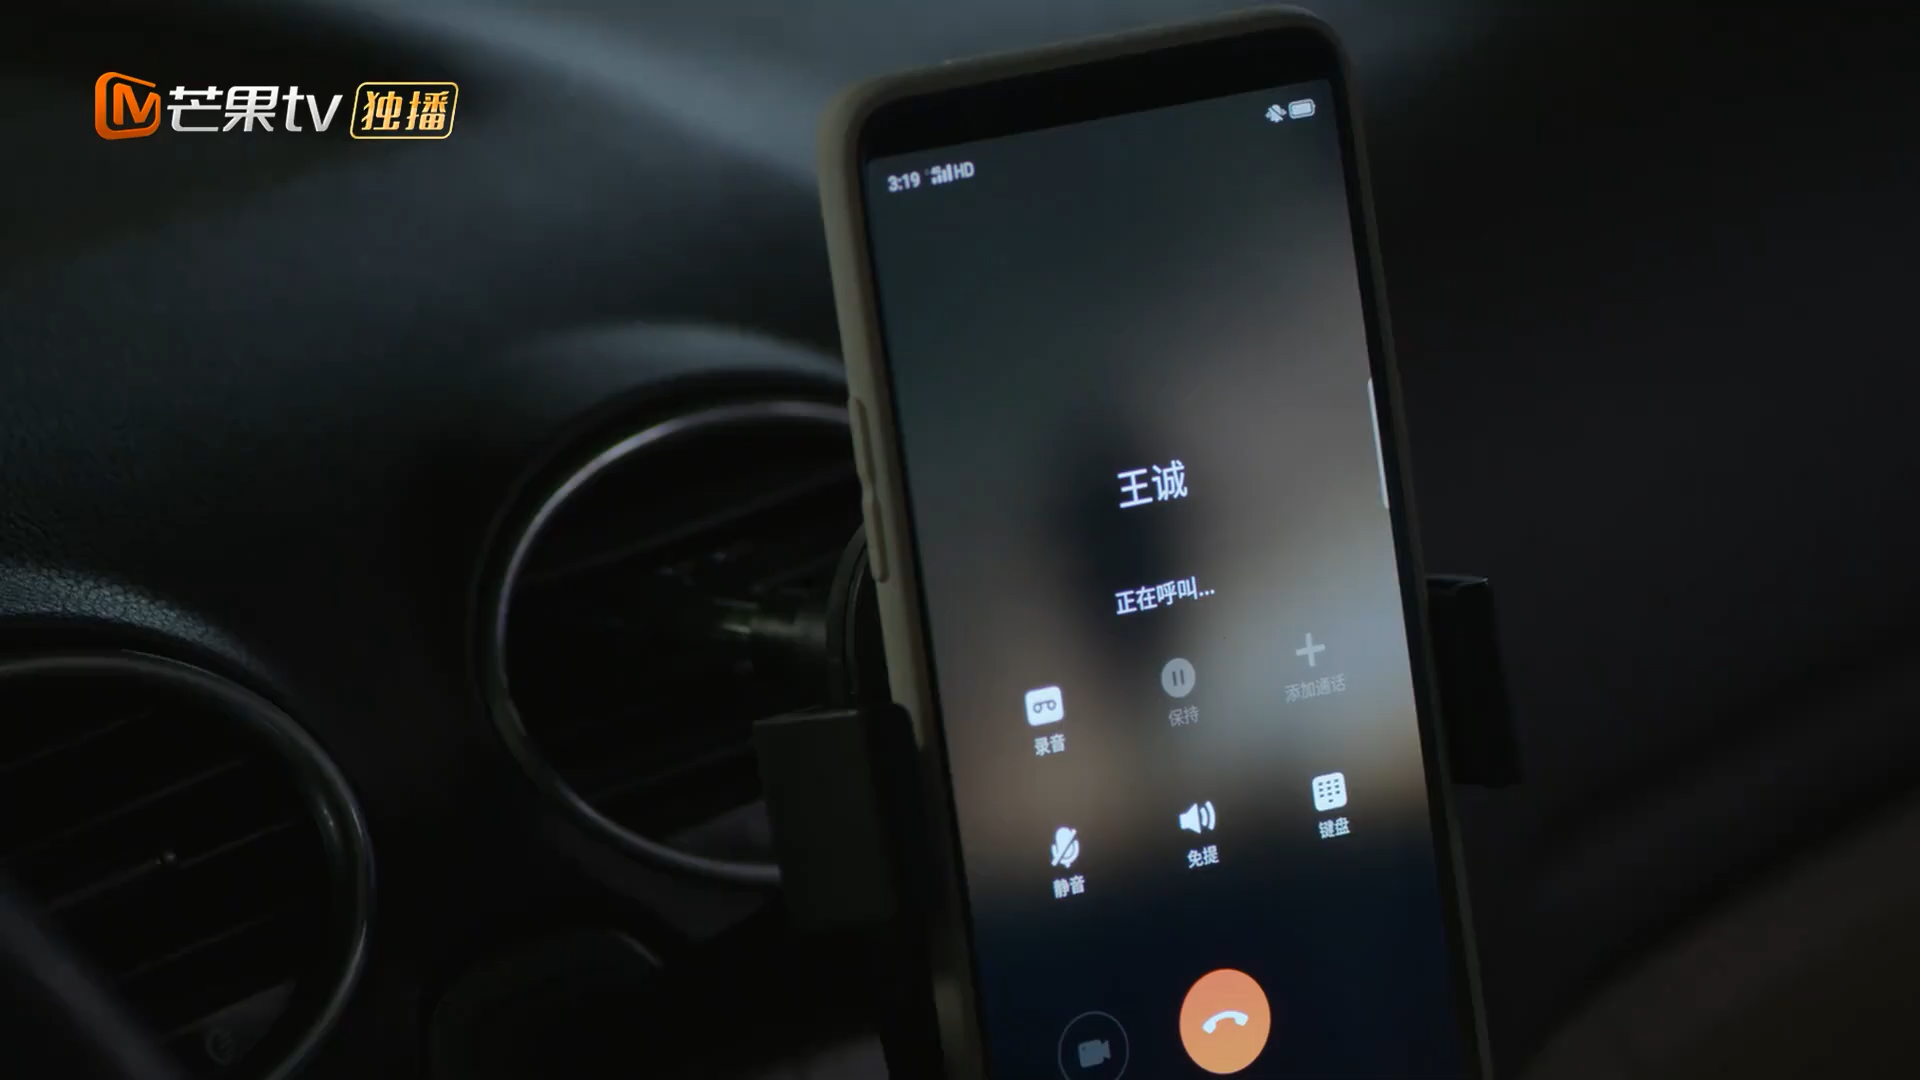 芒果tv 独播
3:19 HD
王诚
正在呼叫...
录音 保持 添加通话
静音 免提 键盘